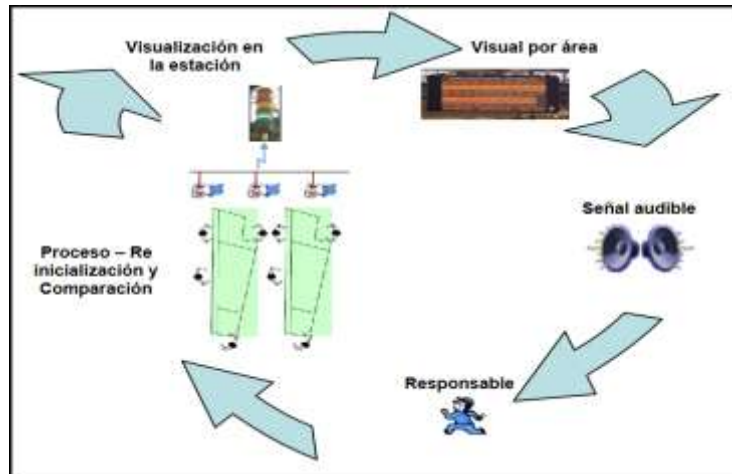 Visualización en
la estación
Visual por área
Señal audible
Proceso – Re
inicialización y
Comparación
Responsable